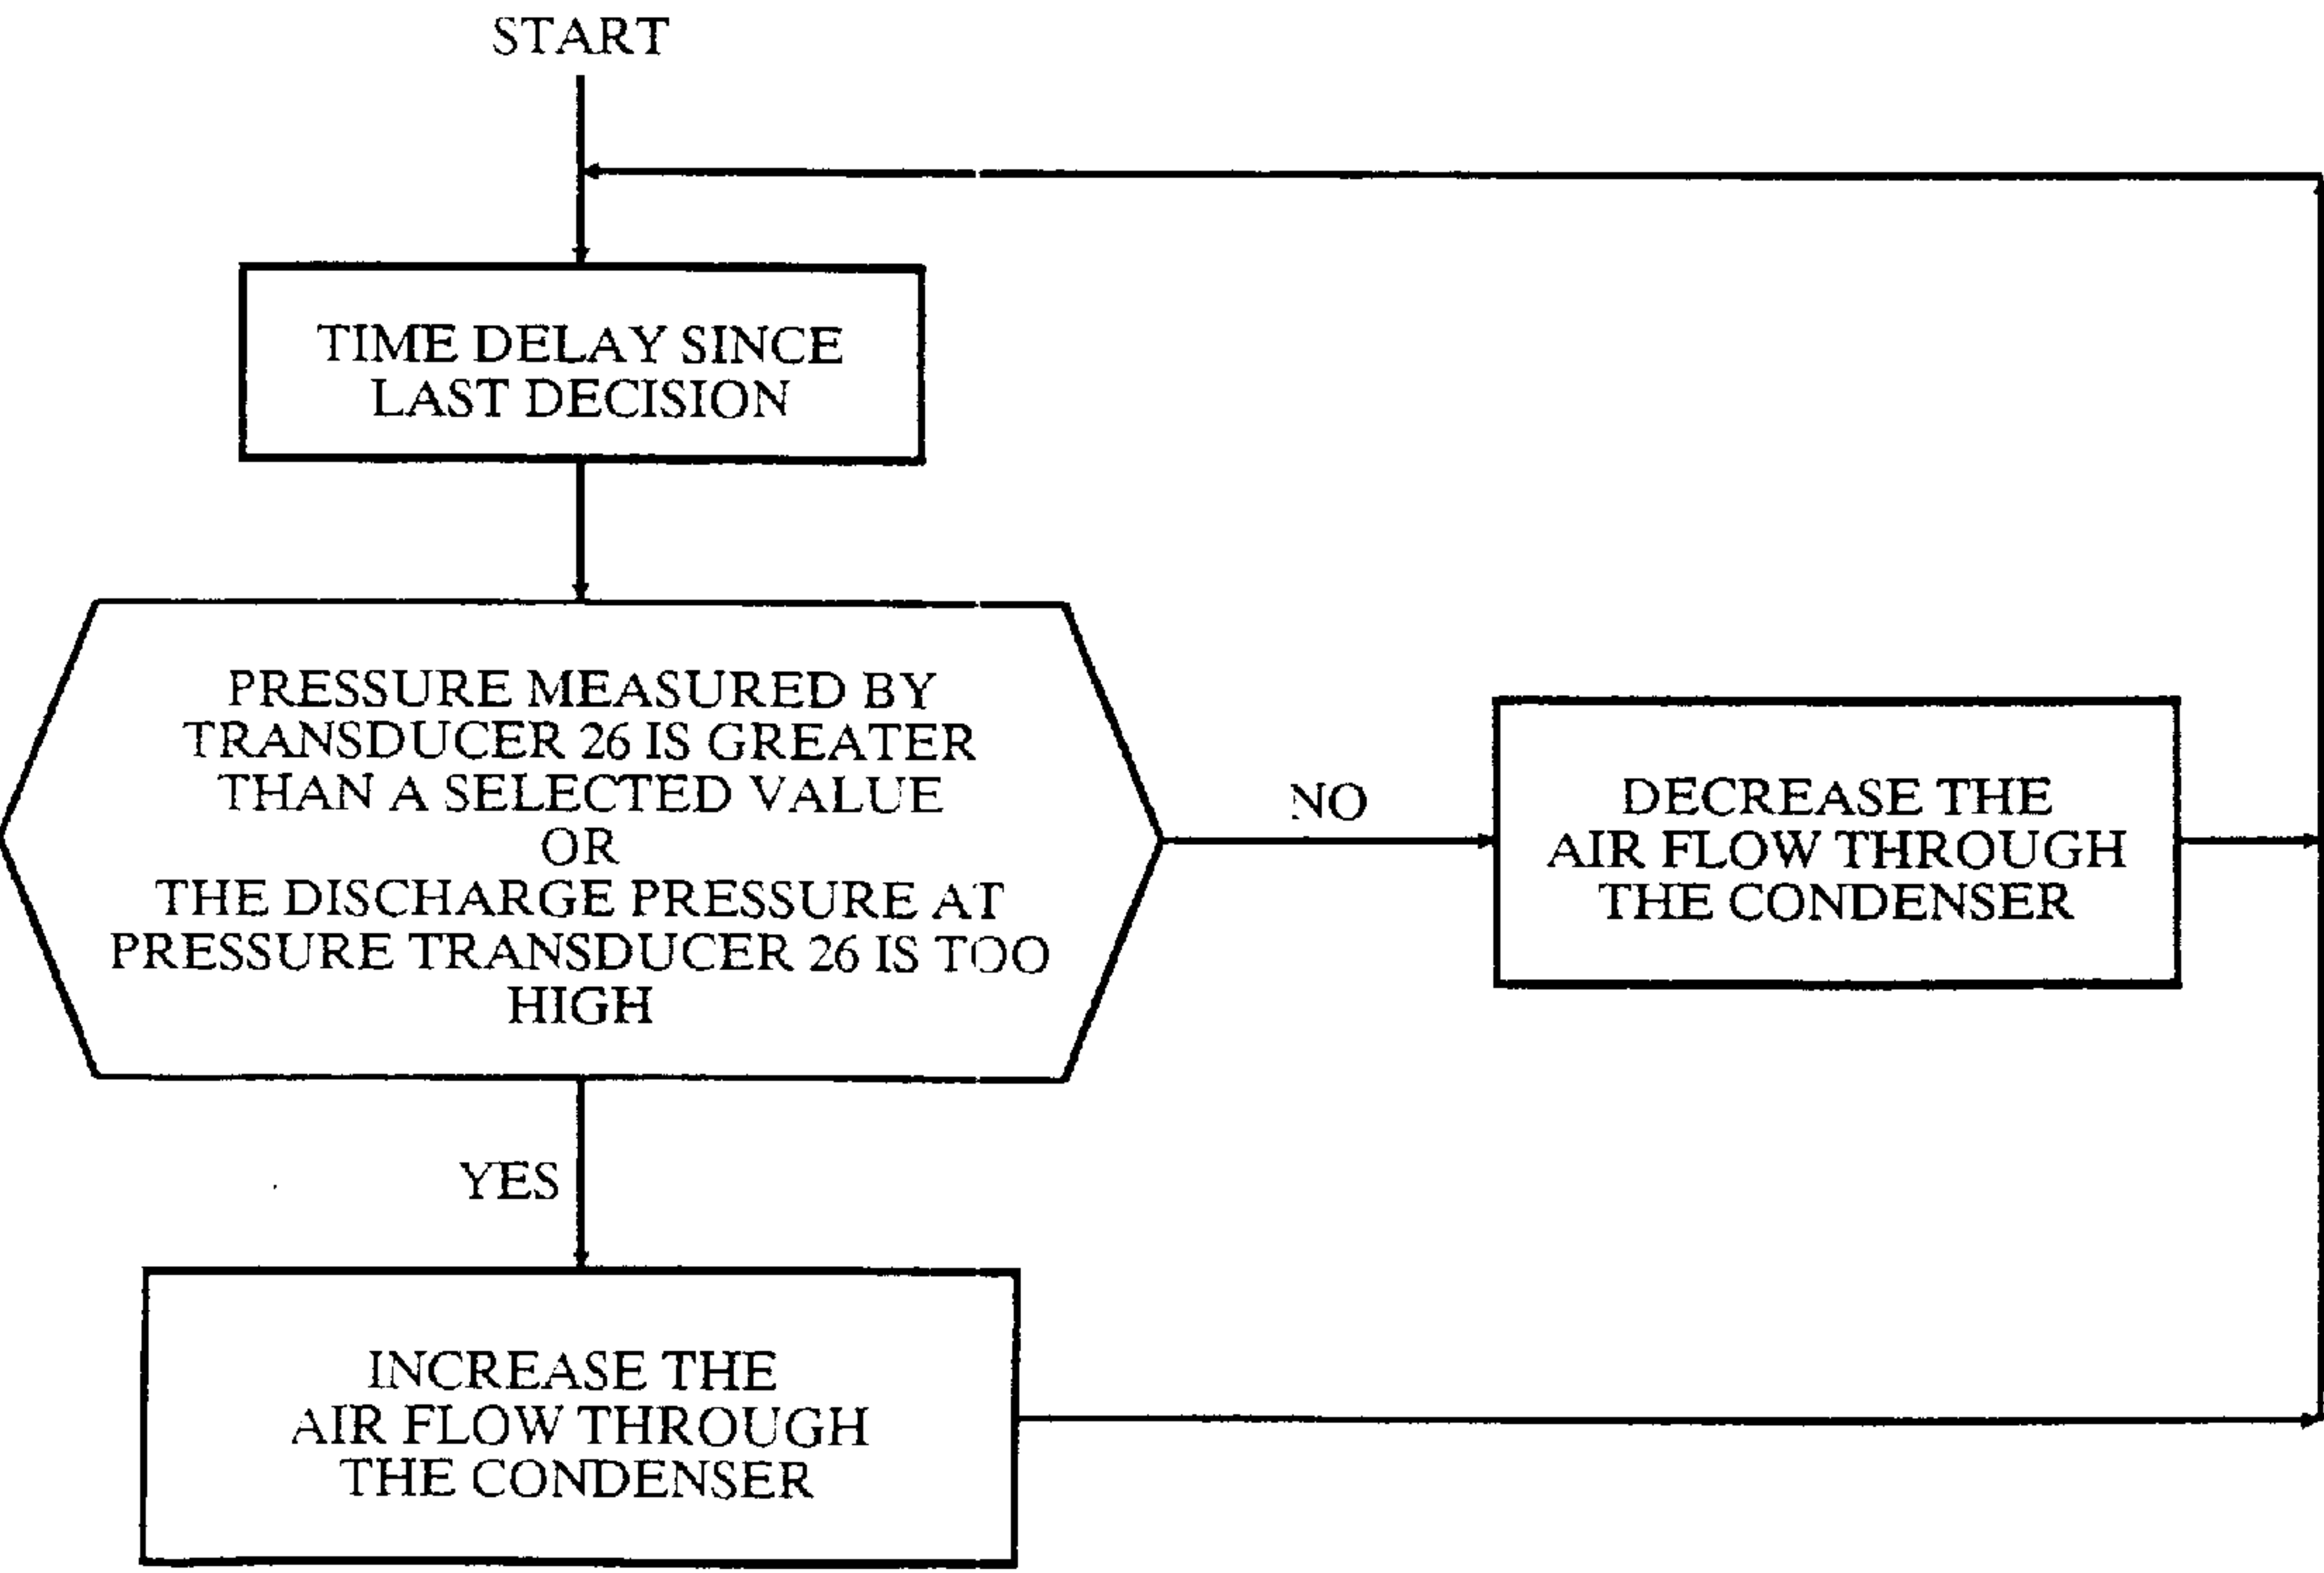 START
TIME DELAY SINCE
LAST DECISION
PRESSURE MEASURED BY
TRANSDUCER 26 IS GREATER
THAN A SELECTED VALUE
OR
THE DISCHARGE PRESSURE AT
PRESSURE TRANSDUCER 26 IS TOO
HIGH
NO
DECREASE THE
AIR FLOW THROUGH
THE CONDENSER
YES
INCREASE THE
AIR FLOW THROUGH
THE CONDENSER